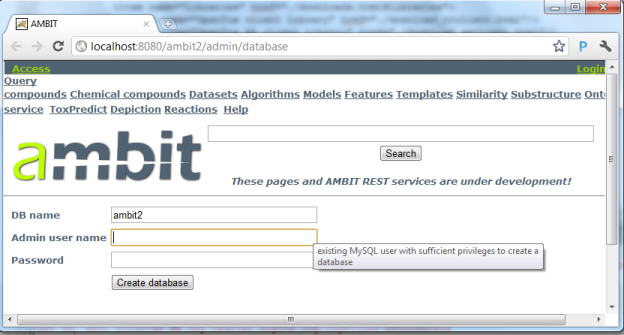 AMBIT
localhost:8080/ambit2/admin/database
Access Login
Query
compounds Chemical compounds Datasets Algorithms Models Features Templates Similarity Substructure
service ToxPredict Depiction Reactions Help
ambit
Search
These pages and AMBIT REST services are under development!
DB name ambit2
Admin user name
existing MySQL user with sufficient privileges to create a
database
Password
Create database